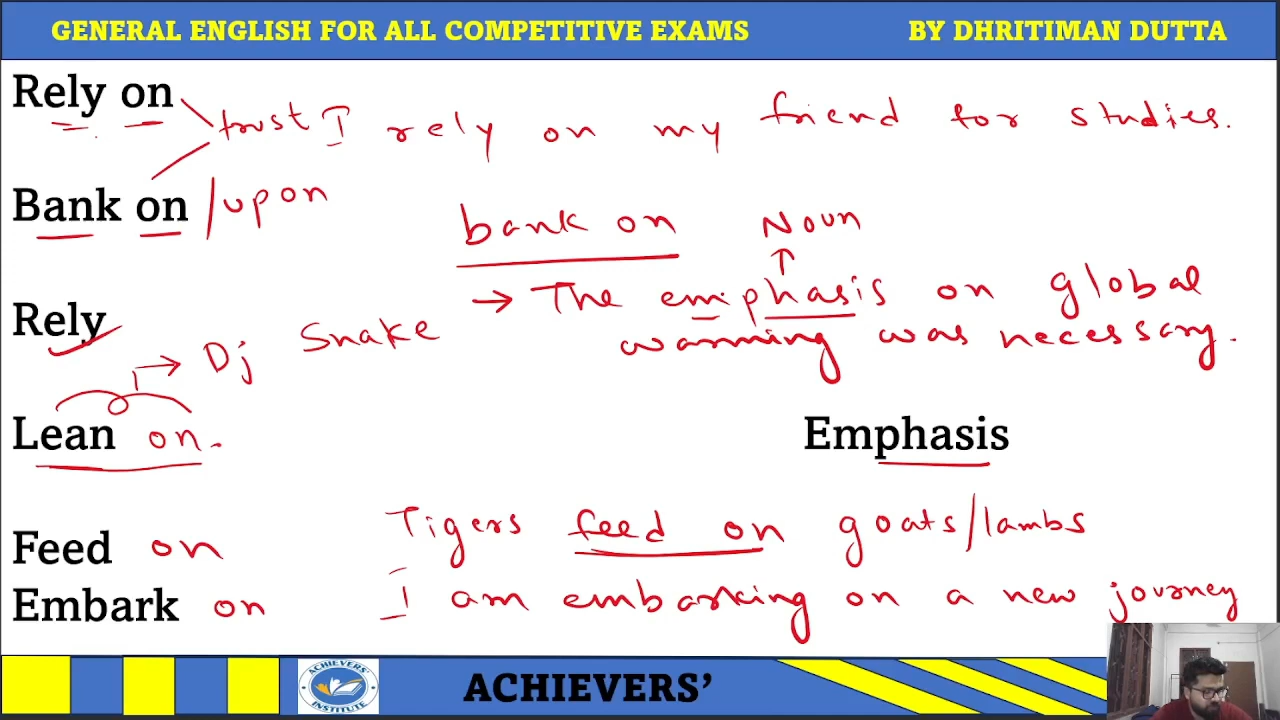 GENERAL ENGLISH FOR ALL COMPETITIVE EXAMS BY DHRITIMAN DUTTA
Rely on
trust I rely on my friend for studies.
Bank on /upon
bank on Noun
→ The emphasis on global
warming was necessary.
Rely
→ Dj Snake
Lean on.
Emphasis
Feed on Tigers feed on goats/lambs
Embark on I am embarking on a new journey
ACHIEVERS' INSTITUTE
ACHIEVERS’